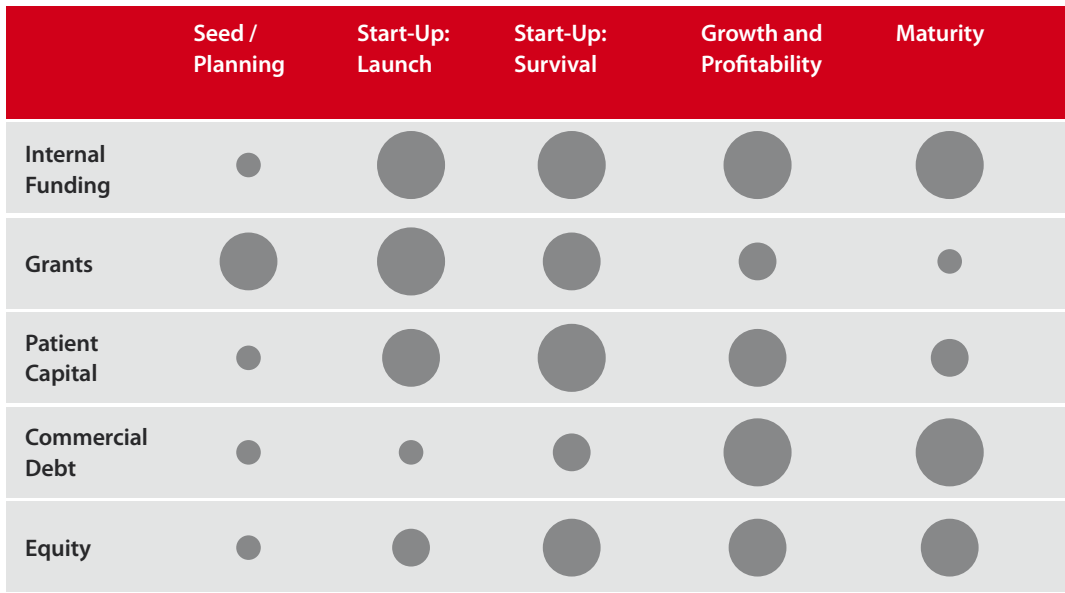 Seed /
Planning
Start-Up:
Launch
Start-Up:
Survival
Growth and
Profitability
Maturity
Internal
Funding
Grants
Patient
Capital
Commercial
Debt
Equity